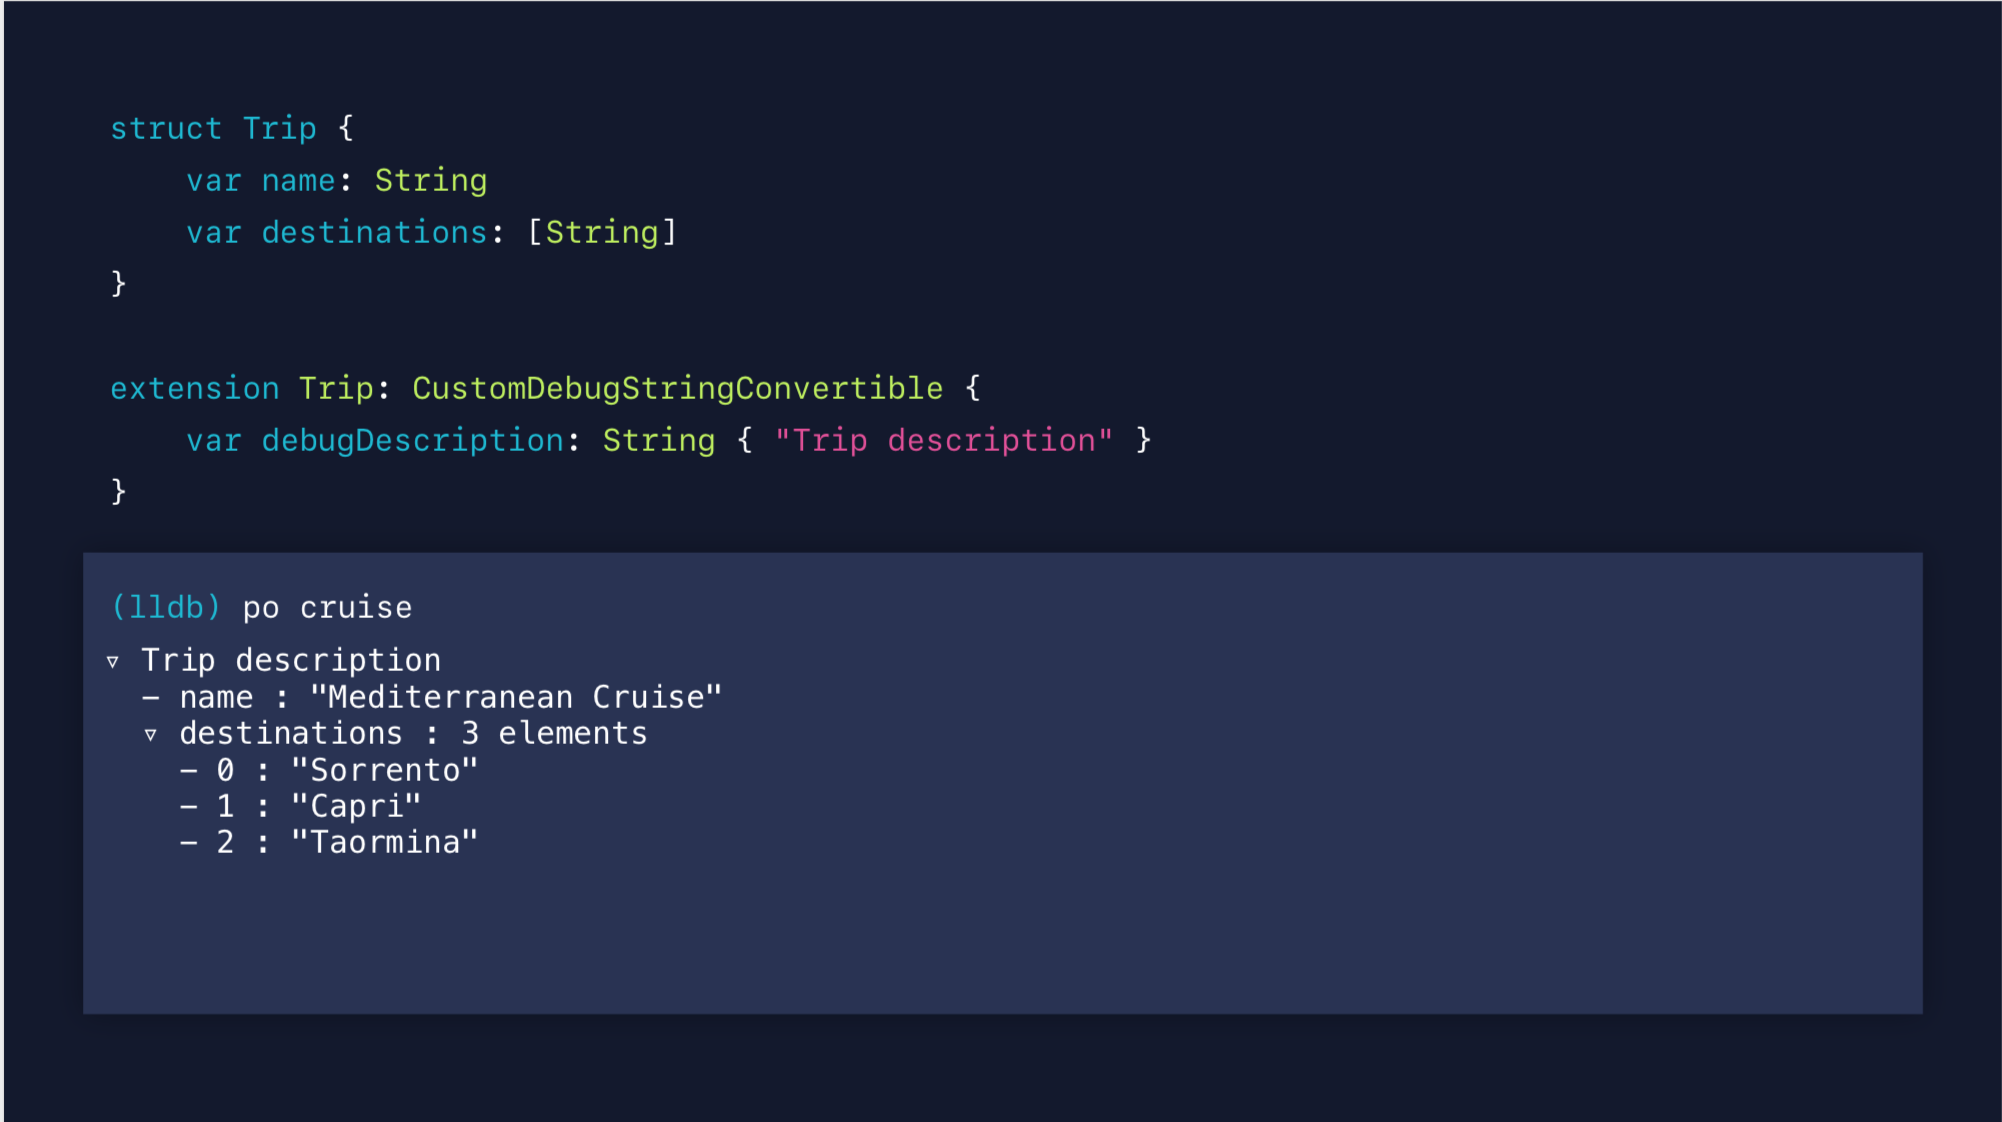 struct Trip {
    var name: String
    var destinations: [String]
}
extension Trip: CustomDebugStringConvertible {
    var debugDescription: String { "Trip description" }
}
(lldb) po cruise
▿ Trip description
  – name : "Mediterranean Cruise"
  ▿ destinations : 3 elements
    – 0 : "Sorrento"
    – 1 : "Capri"
    – 2 : "Taormina"